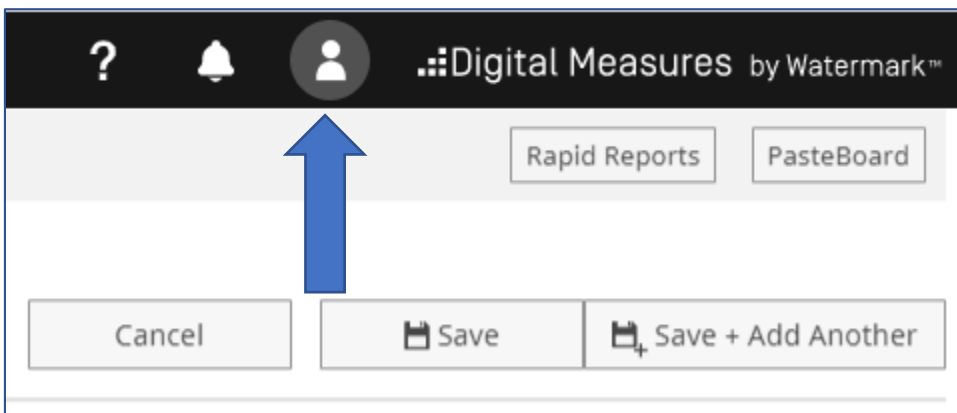 ? Digital Measures by Watermark™
Rapid Reports PasteBoard
Cancel Save Save + Add Another